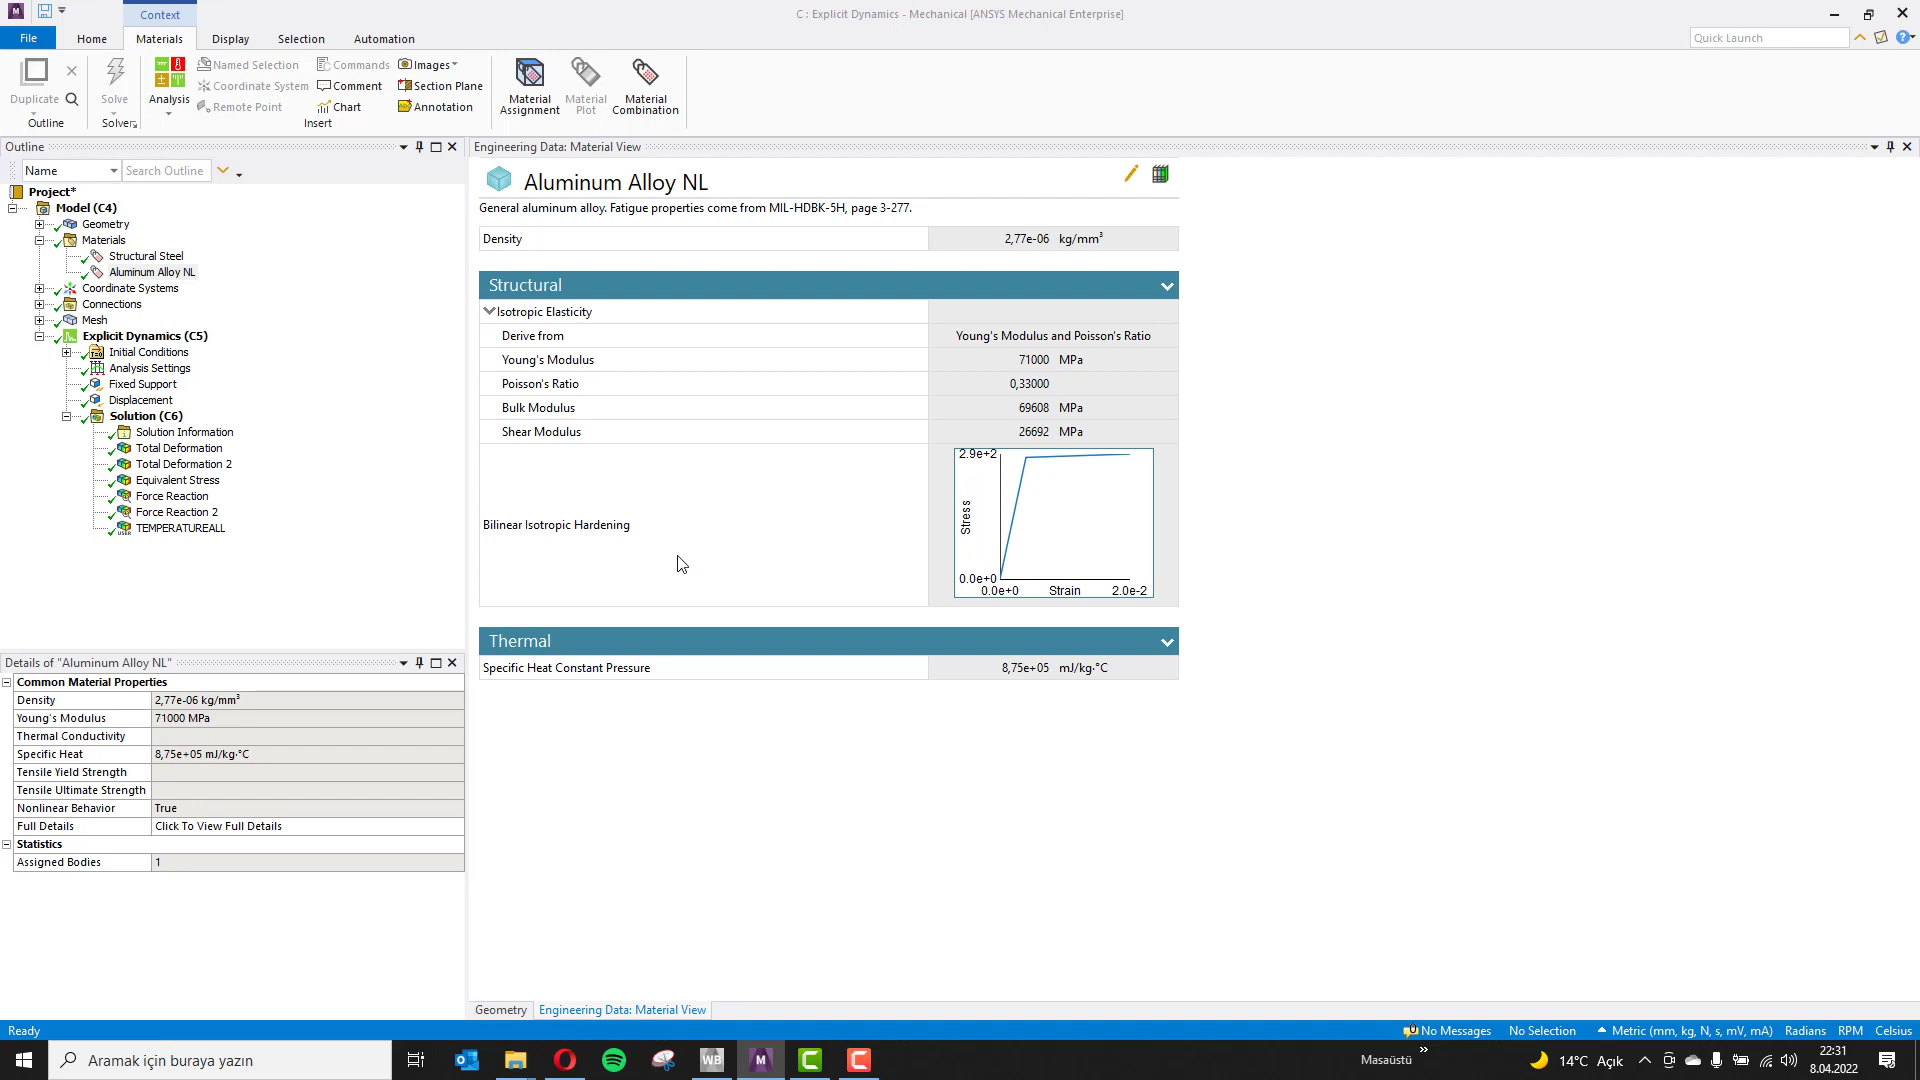 Context
C : Explicit Dynamics - Mechanical [ANSYS Mechanical Enterprise]
File
Home
Materials
Display
Selection
Automation
Quick Launch
Duplicate
Outline
Solve
Solver
Analysis
Named Selection
Coordinate System
Remote Point
Commands
Comment
Chart
Images
Section Plane
Annotation
Insert
Material
Assignment
Material
Plot
Material
Combination
Outline
Name
Search Outline
Project*
Model (C4)
Geometry
Materials
Structural Steel
Aluminum Alloy NL
Coordinate Systems
Connections
Mesh
Explicit Dynamics (C5)
Initial Conditions
Analysis Settings
Fixed Support
Displacement
Solution (C6)
Solution Information
Total Deformation
Total Deformation 2
Equivalent Stress
Force Reaction
Force Reaction 2
TEMPERATUREALL
Details of "Aluminum Alloy NL"
Common Material Properties
Density 2,77e-06 kg/mm³
Young's Modulus 71000 MPa
Thermal Conductivity
Specific Heat 8,75e+05 mJ/kg·°C
Tensile Yield Strength
Tensile Ultimate Strength
Nonlinear Behavior True
Full Details Click To View Full Details
Statistics
Assigned Bodies 1
Engineering Data: Material View
Aluminum Alloy NL
General aluminum alloy. Fatigue properties come from MIL-HDBK-5H, page 3-277.
Density 2,77e-06 kg/mm³
Structural
Isotropic Elasticity
Derive from Young's Modulus and Poisson's Ratio
Young's Modulus 71000 MPa
Poisson's Ratio 0,33000
Bulk Modulus 69608 MPa
Shear Modulus 26692 MPa
Bilinear Isotropic Hardening
2.9e+2
Stress
0.0e+0
0.0e+0 Strain 2.0e-2
Thermal
Specific Heat Constant Pressure 8,75e+05 mJ/kg·°C
Geometry
Engineering Data: Material View
Ready
No Messages
No Selection
Metric (mm, kg, N, s, mV, mA)
Radians
RPM
Celsius
Aramak için buraya yazın
WB
M
Masaüstü
14°C Açık
22:31
8.04.2022